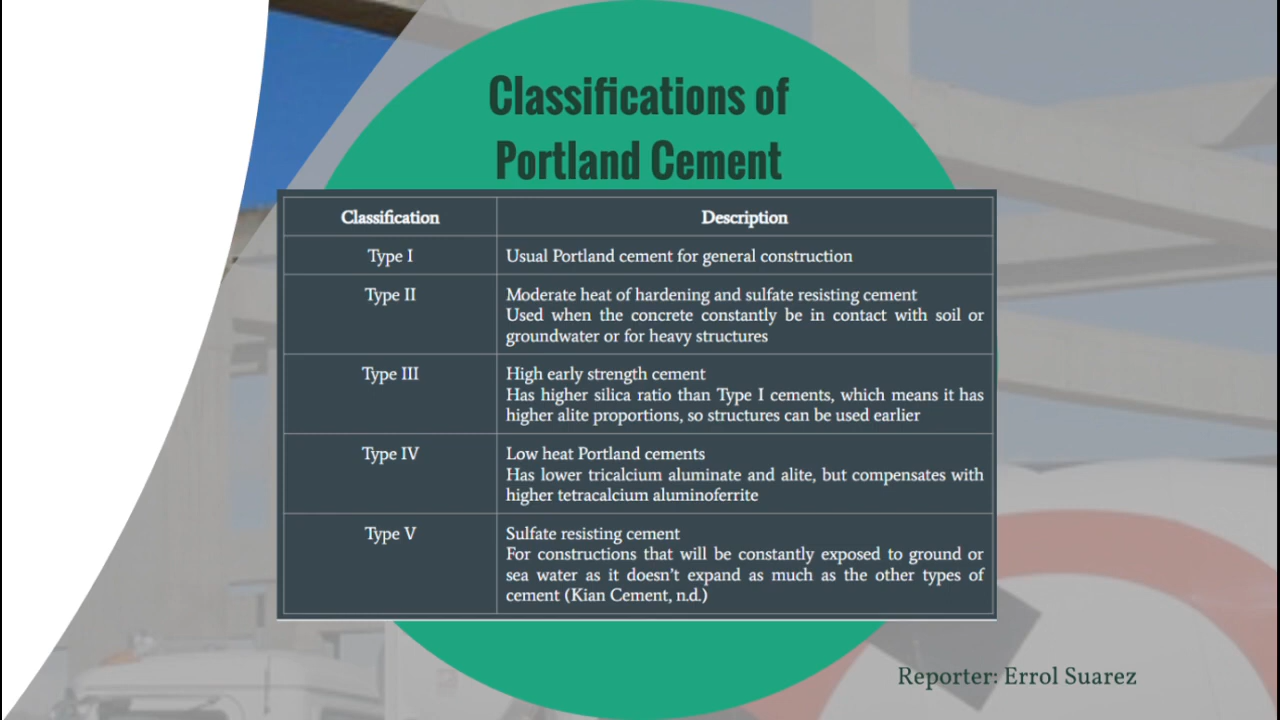 Classifications of
Portland Cement
Classification
Description
Type I
Usual Portland cement for general construction
Type II
Moderate heat of hardening and sulfate resisting cement
Used when the concrete constantly be in contact with soil or
groundwater or for heavy structures
Type III
High early strength cement
Has higher silica ratio than Type I cements, which means it has
higher alite proportions, so structures can be used earlier
Type IV
Low heat Portland cements
Has lower tricalcium aluminate and alite, but compensates with
higher tetracalcium aluminoferrite
Type V
Sulfate resisting cement
For constructions that will be constantly exposed to ground or
sea water as it doesn't expand as much as the other types of
cement (Kian Cement, n.d.)
Reporter: Errol Suarez